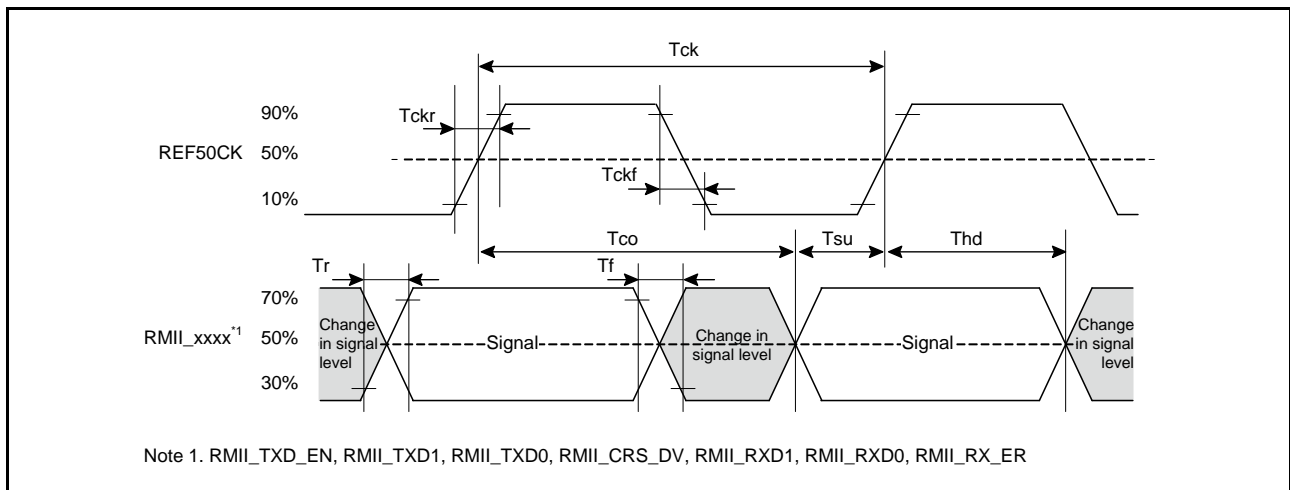 Tck
90%
Tckr
REF50CK
50%
Tckf
10%
Tco
Tsu
Thd
Tr
Tf
70%
RMII_xxxx*1
50%
30%
Change
in signal
level
Signal
Change in
signal level
Signal
Change
in signal
level
Note 1. RMII_TXD_EN, RMII_TXD1, RMII_TXD0, RMII_CRS_DV, RMII_RXD1, RMII_RXD0, RMII_RX_ER